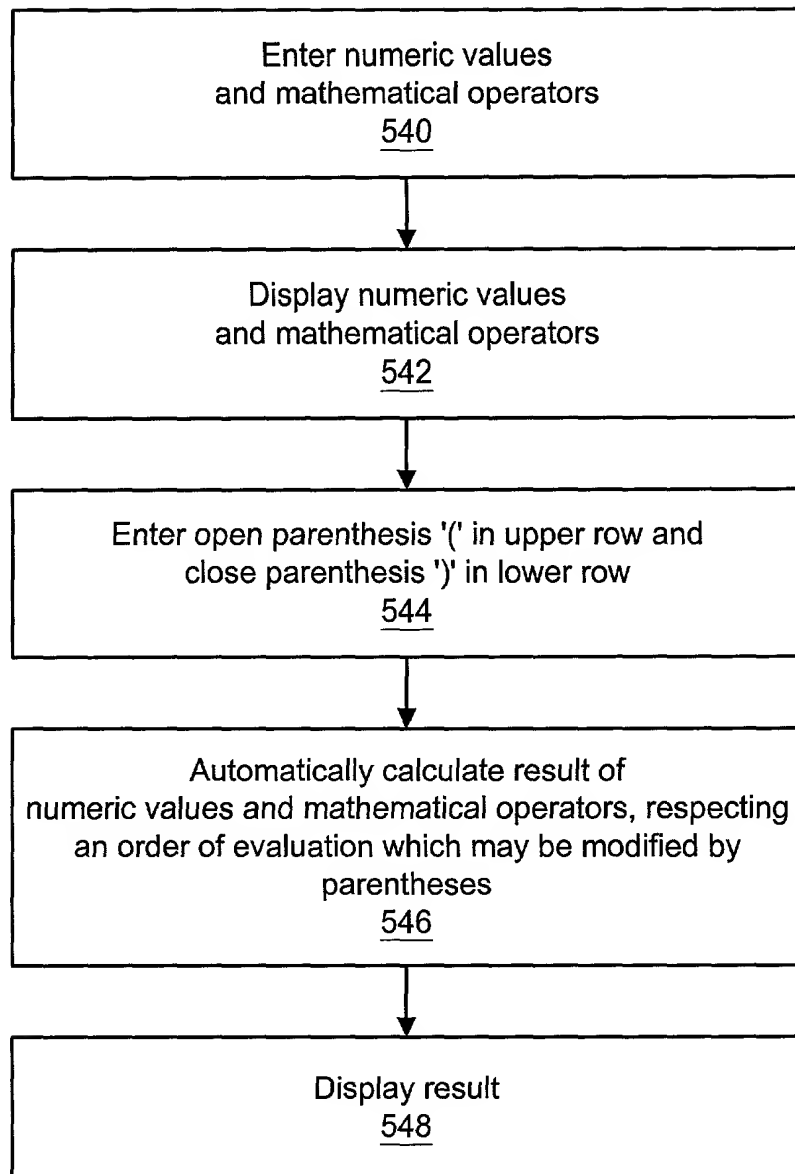 Enter numeric values
and mathematical operators
540
Display numeric values
and mathematical operators
542
Enter open parenthesis '(' in upper row and
close parenthesis ')' in lower row
544
Automatically calculate result of
numeric values and mathematical operators, respecting
an order of evaluation which may be modified by
parentheses
546
Display result
548